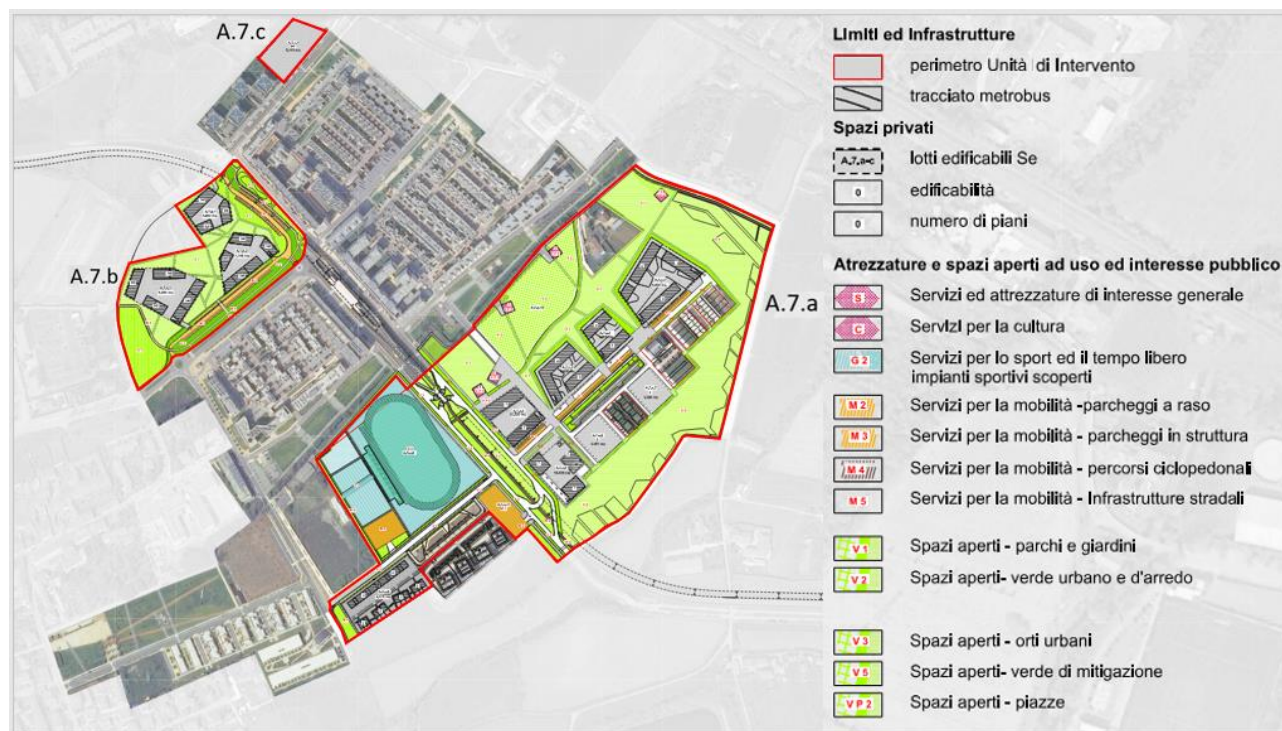 A.7.c
A.7.b
A.7.a
Limiti ed Infrastrutture
perimetro Unità di Intervento
tracciato metrobus
Spazi privati
A.7.a-c lotti edificabili Se
0 edificabilità
0 numero di piani
Atrezzature e spazi aperti ad uso ed interesse pubblico
S Servizi ed attrezzature di interesse generale
C Servizi per la cultura
G 2 Servizi per lo sport ed il tempo libero
impianti sportivi scoperti
M 2 Servizi per la mobilità -parcheggi a raso
M 3 Servizi per la mobilità - parcheggi in struttura
M 4 Servizi per la mobilità - percorsi ciclopedonali
M 5 Servizi per la mobilità - Infrastrutture stradali
V 1 Spazi aperti - parchi e giardini
V 2 Spazi aperti- verde urbano e d'arredo
V 3 Spazi aperti - orti urbani
V 5 Spazi aperti- verde di mitigazione
V P 2 Spazi aperti - piazze